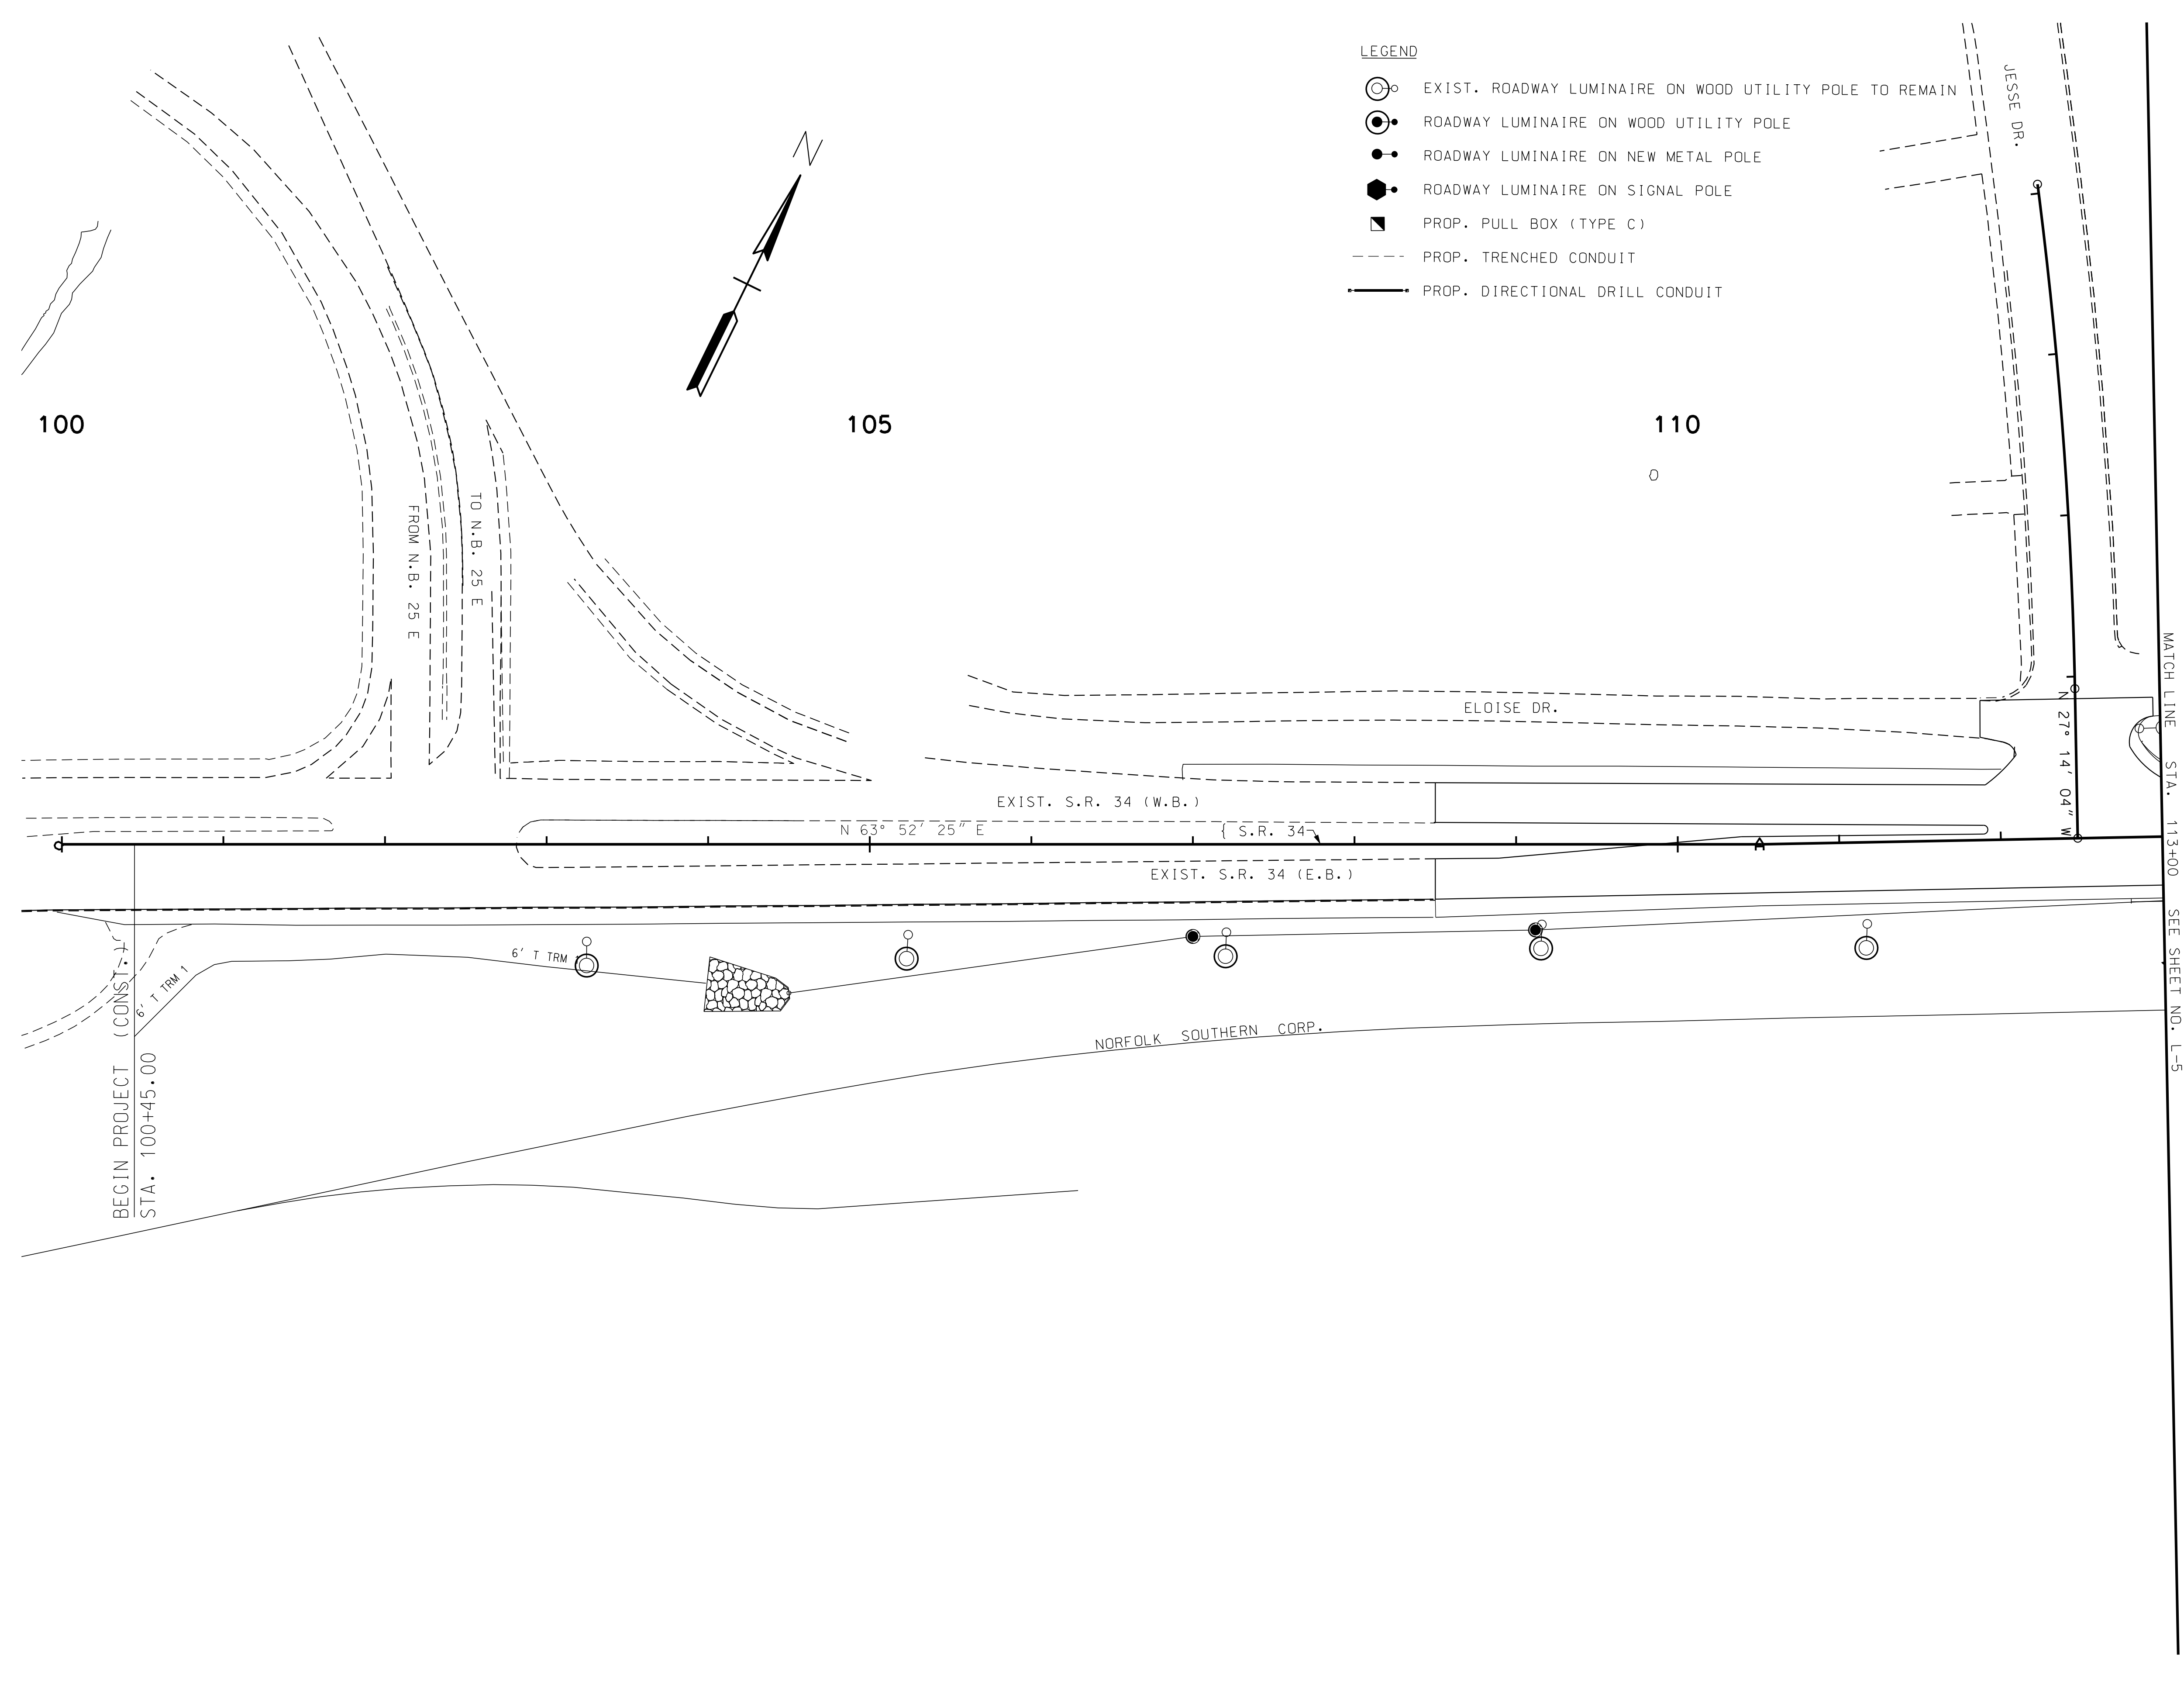 LEGEND
EXIST. ROADWAY LUMINAIRE ON WOOD UTILITY POLE TO REMAIN
ROADWAY LUMINAIRE ON WOOD UTILITY POLE
ROADWAY LUMINAIRE ON NEW METAL POLE
ROADWAY LUMINAIRE ON SIGNAL POLE
PROP. PULL BOX (TYPE C)
PROP. TRENCHED CONDUIT
PROP. DIRECTIONAL DRILL CONDUIT
JESSE DR.
N
100
105
110
FROM N.B. 25 E
TO N.B. 25 E
ELOISE DR.
N 27° 14' 04" W
MATCH LINE STA. 113+00 SEE SHEET NO. L-5
EXIST. S.R. 34 (W.B.)
N 63° 52' 25" E
{ S.R. 34
EXIST. S.R. 34 (E.B.)
6' T TRM 1
6' T TRM
NORFOLK SOUTHERN CORP.
BEGIN PROJECT (CONST.)
STA. 100+45.00